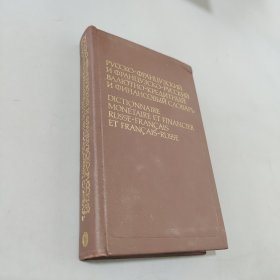 РУССКО-ФРАНЦУЗСКИЙ
И ФРАНЦУЗСКО-РУССКИЙ
ВАЛЮТНО-КРЕДИТНЫЙ
И ФИНАНСОВЫЙ СЛОВАРЬ
DICTIONNAIRE
MONÉTAIRE ET FINANCIER
RUSSE-FRANÇAIS
ET FRANÇAIS-RUSSE